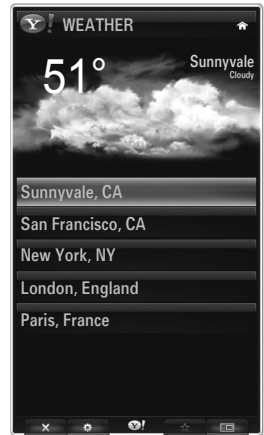 Y! WEATHER
51°
Sunnyvale
Cloudy
Sunnyvale, CA
San Francisco, CA
New York, NY
London, England
Paris, France
Y!